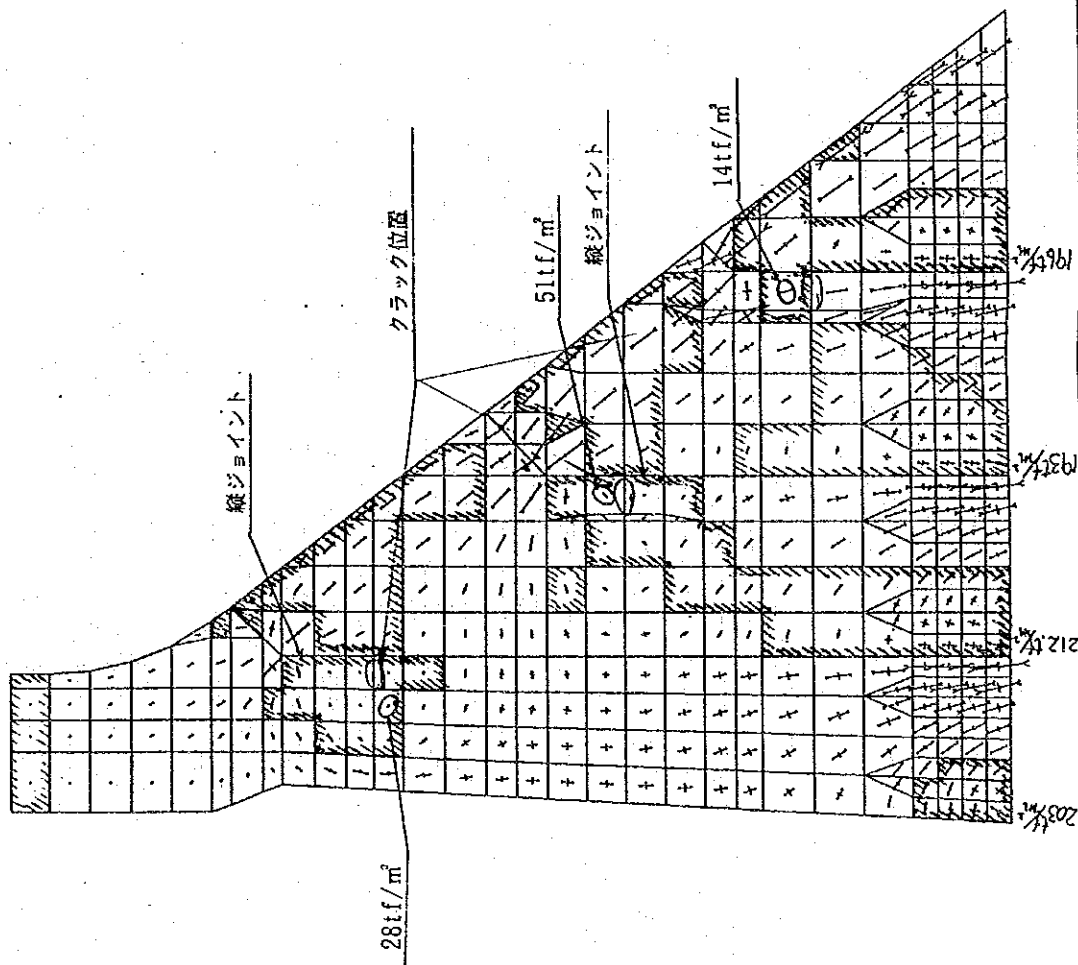 縦ジョイント
クラック位置
51tf/㎡
縦ジョイント
14tf/㎡
28tf/㎡
203tf/m²
212tf/m²
193tf/m²
196tf/m²